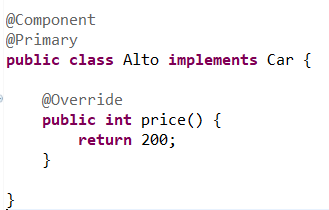 @Component
@Primary
public class Alto implements Car {
@Override
public int price() {
return 200;
}
}